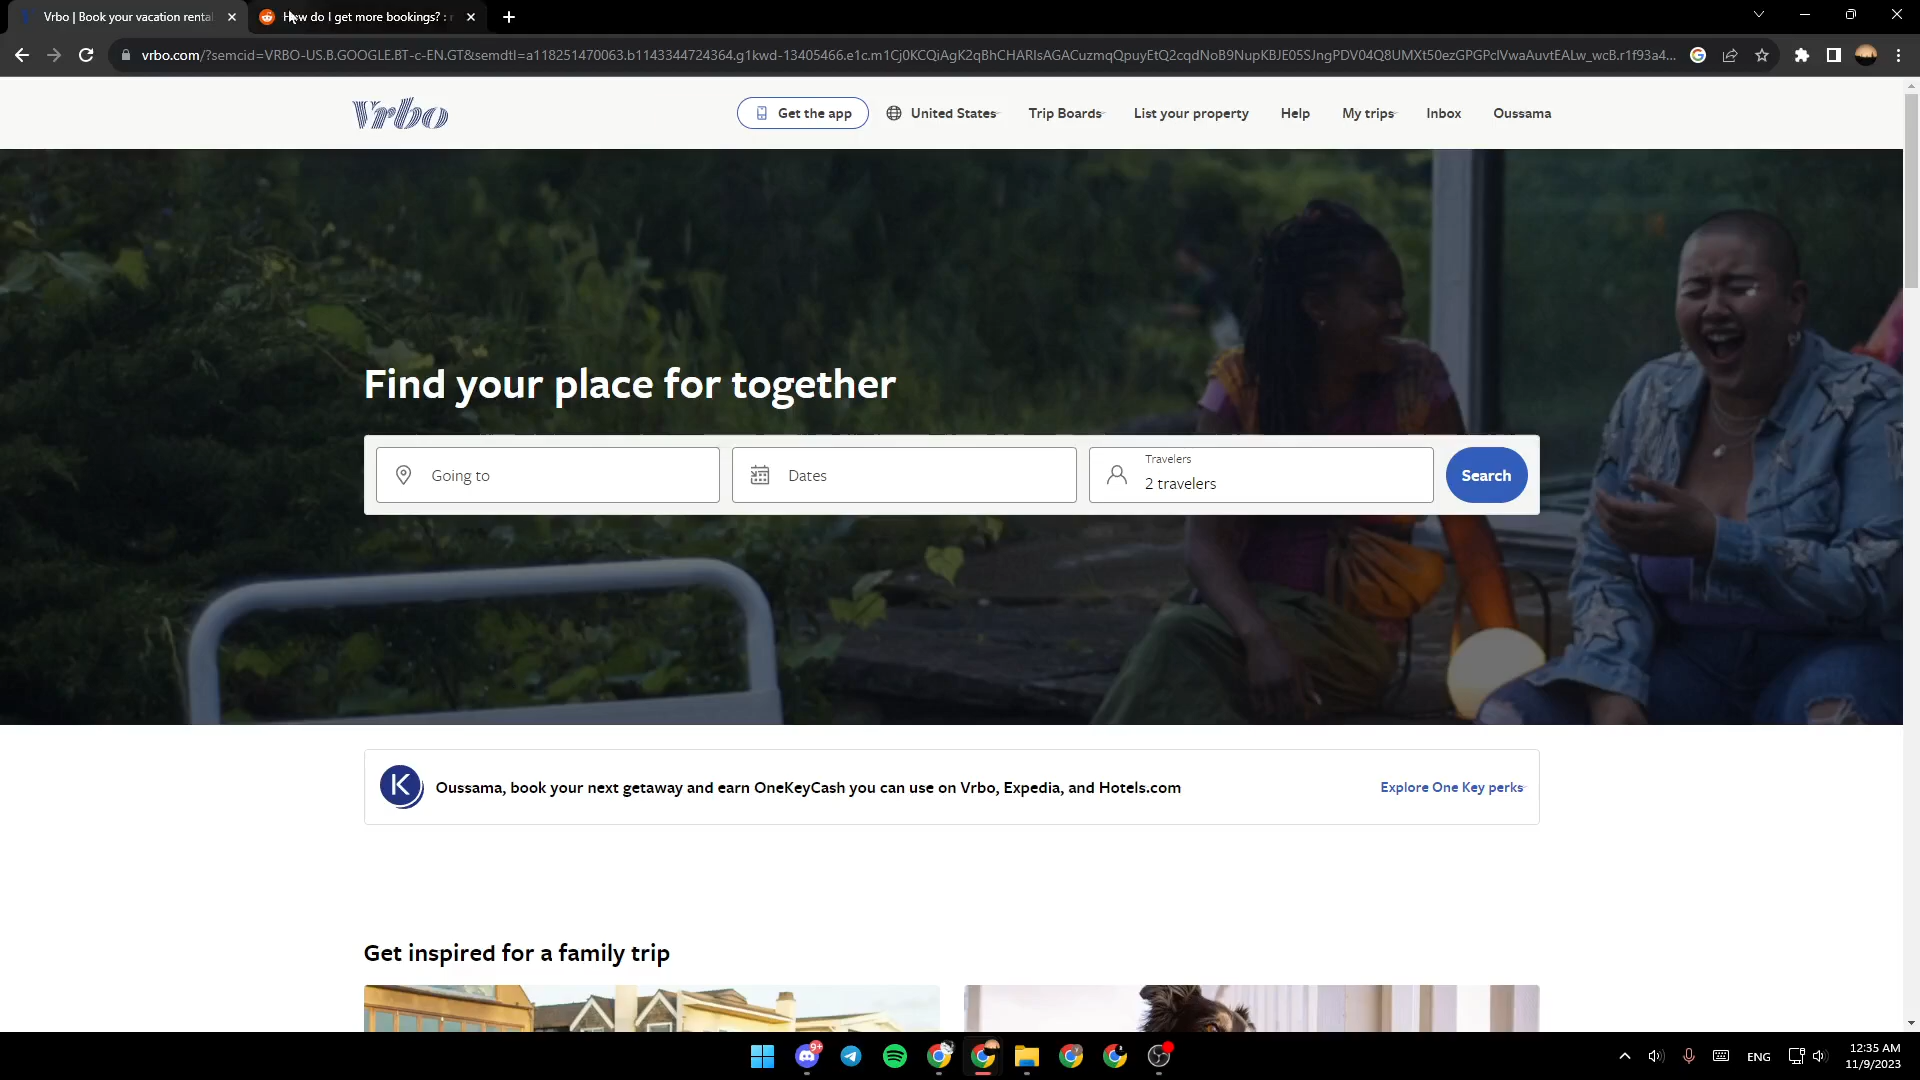 Vrbo | Book your vacation rental
How do I get more bookings? : r
vrbo.com/?semcid=VRBO-US.B.GOOGLE.BT-c-EN.GT&semdtl=a118251470063.b1143344724364.g1kwd-13405466.e1c.m1Cj0KCQiAgK2qBhCHARIsAGACuzmqQpuyEtQ2cqdNoB9NupKBJE05SJngPDV04Q8UMXt50ezGPGPclVwaAuvtEALw_wcB.r1f93a4...
Vrbo
Get the app
United States
Trip Boards
List your property
Help
My trips
Inbox
Oussama
Find your place for together
Going to
Dates
Travelers
2 travelers
Search
K
Oussama, book your next getaway and earn OneKeyCash you can use on Vrbo, Expedia, and Hotels.com
Explore One Key perks
Get inspired for a family trip
9+
ENG
12:35 AM
11/9/2023